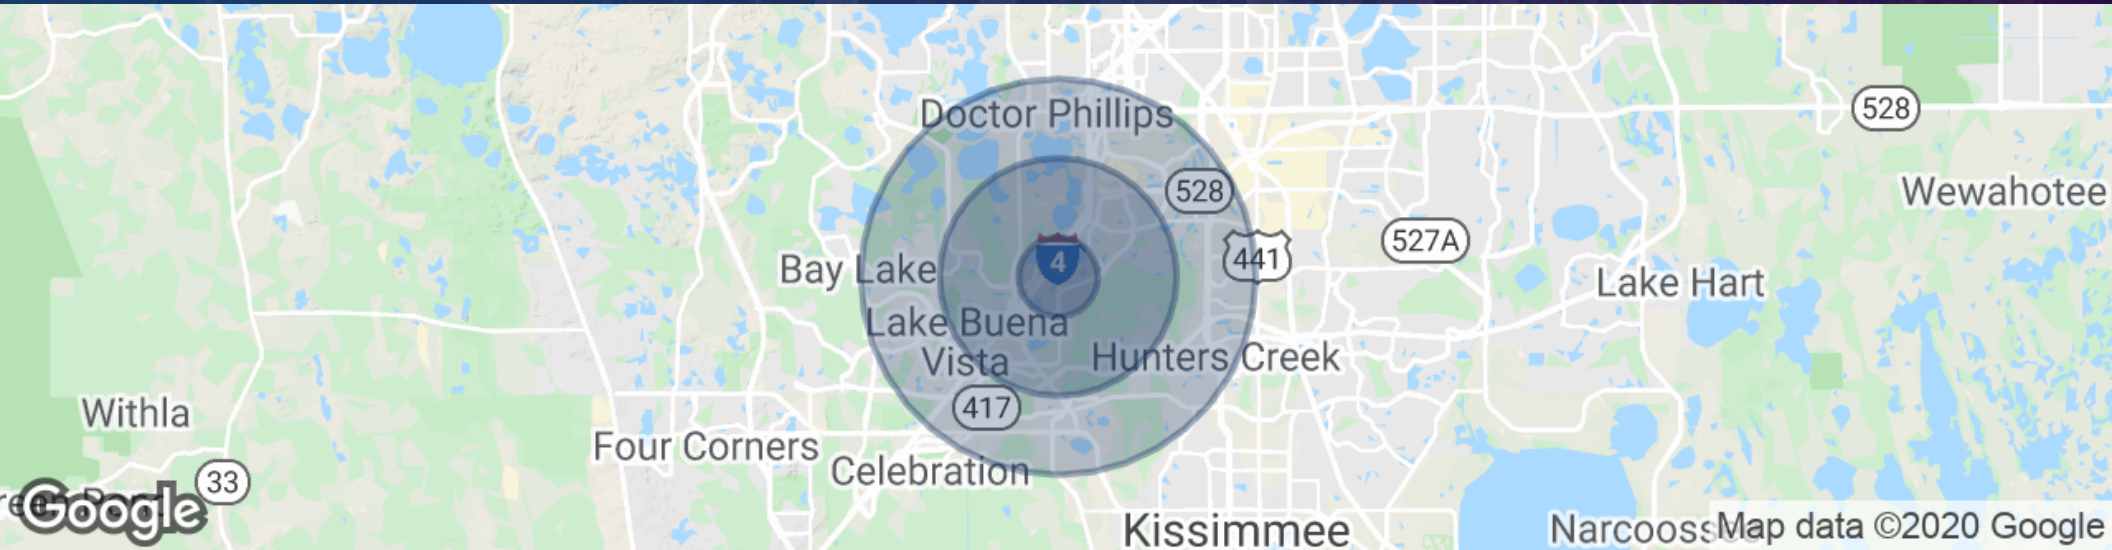 Doctor Phillips
528
528
Wewahotee
441
527A
Bay Lake
4
Lake Hart
Lake Buena
Vista
Hunters Creek
417
Withla
Four Corners
Celebration
33
Google
Kissimmee
Map data ©2020 Google